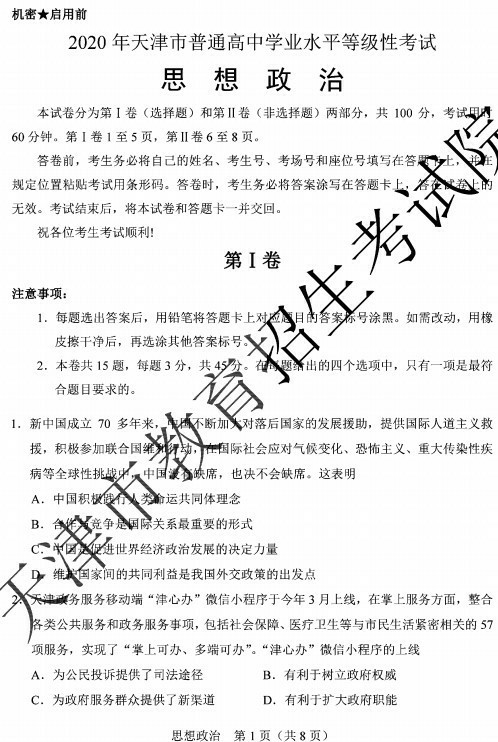 机密★启用前
2020 年天津市普通高中学业水平等级性考试
思 想 政 治
本试卷分为第Ⅰ卷（选择题）和第Ⅱ卷（非选择题）两部分，共 100 分，考试用时
60 分钟。第Ⅰ卷 1 至 5 页，第Ⅱ卷 6 至 8 页。
答卷前，考生务必将自己的姓名、考生号、考场号和座位号填写在答题卡上，并在
规定位置粘贴考试用条形码。答卷时，考生务必将答案涂写在答题卡上，答在试卷上的
无效。考试结束后，将本试卷和答题卡一并交回。
祝各位考生考试顺利!
第Ⅰ卷
注意事项：
1．每题选出答案后，用铅笔将答题卡上对应题目的答案标号涂黑。如需改动，用橡
皮擦干净后，再选涂其他答案标号。
2．本卷共 15 题，每题 3 分，共 45 分。在每题给出的四个选项中，只有一项是最符
合题目要求的。
1．新中国成立 70 多年来，中国不断加大对落后国家的发展援助，提供国际人道主义救
援，积极参加联合国维和行动，在国际社会应对气候变化、恐怖主义、重大传染性疾
病等全球性挑战中，中国没有缺席，也决不会缺席。这表明
A．中国积极践行人类命运共同体理念
B．合作与竞争是国际关系最重要的形式
C．中国是促进世界经济政治发展的决定力量
D．维护国家间的共同利益是我国外交政策的出发点
2．天津政务服务移动端“津心办”微信小程序于今年 3 月上线，在掌上服务方面，整合
各类公共服务和政务服务事项，包括社会保障、医疗卫生等与市民生活紧密相关的 57
项服务，实现了“掌上可办、多端可办”。“津心办”微信小程序的上线
A．为公民投诉提供了司法途径 B．有利于树立政府权威
C．为政府服务群众提供了新渠道 D．有利于扩大政府职能
思想政治 第 1 页（共 8 页）
天津市教育招生考试院